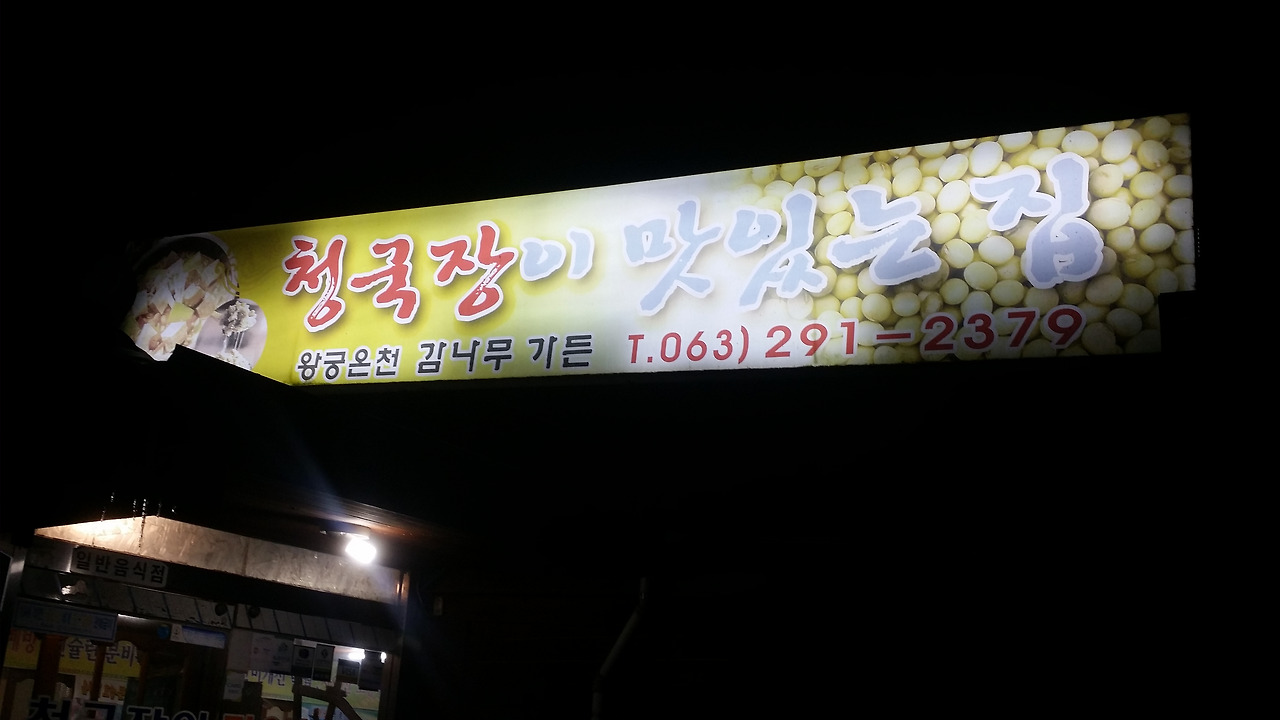 청국장이 맛있는 집
왕궁온천 감나무 가든 T.063) 291-2379
일반음식점